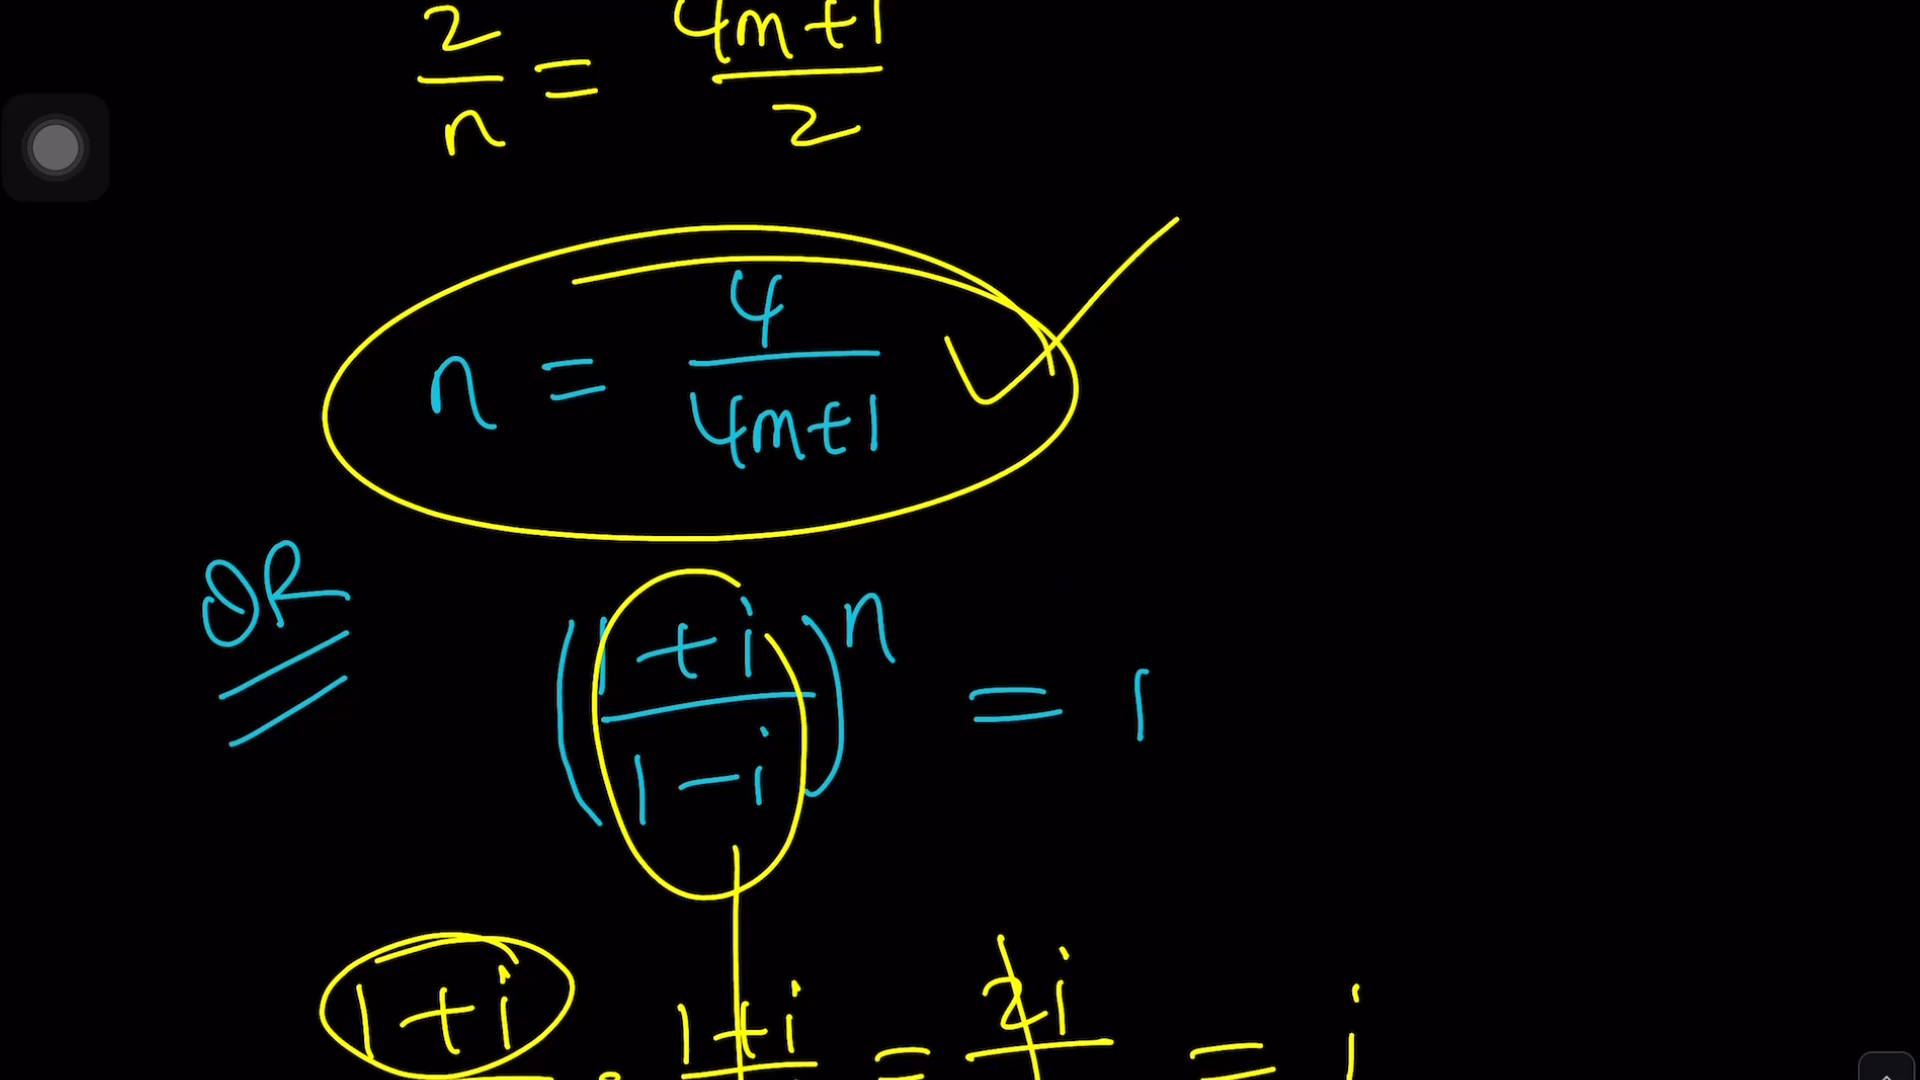 2/n = (4m+1)/2
n = 4/(4m+1)
OR ((1+i)/(1-i))^n = 1
1+i · 1+i = 2i = i